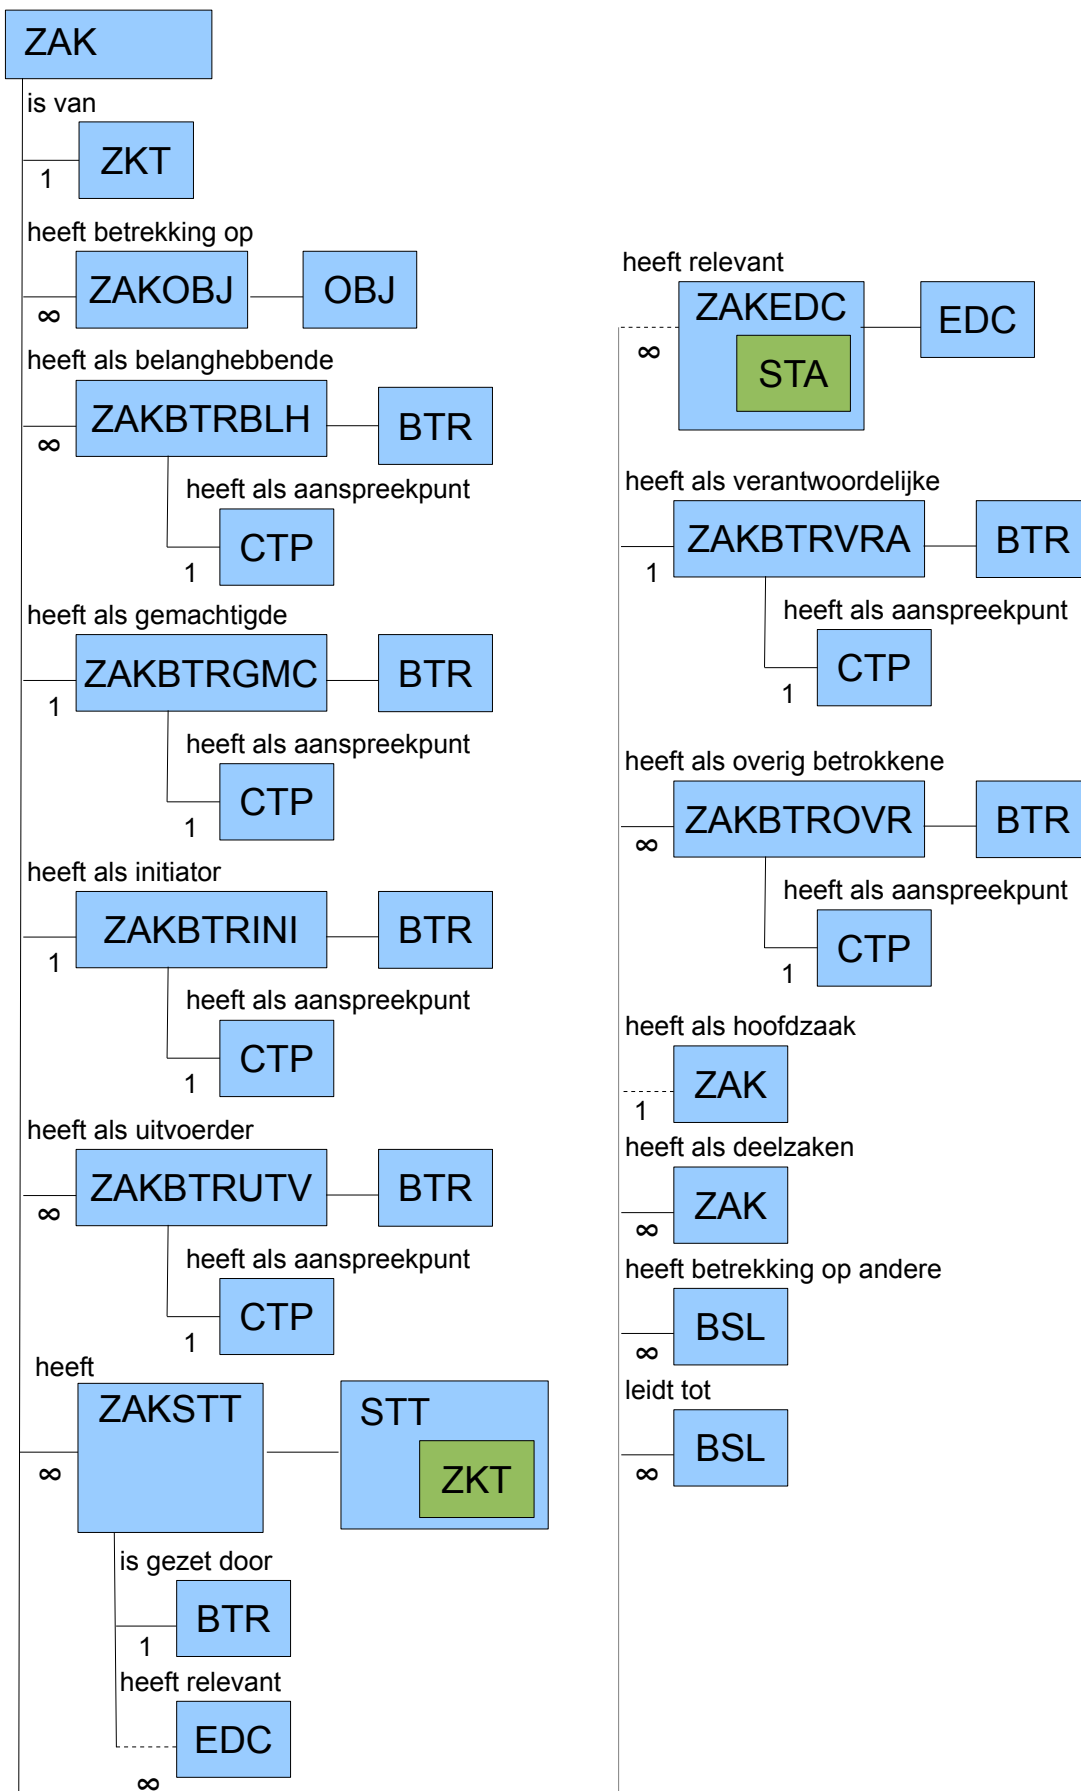 ZAK
is van
ZKT
1
heeft betrekking op
ZAKOBJ
OBJ
∞
heeft als belanghebbende
ZAKBTRBLH
BTR
∞
heeft als aanspreekpunt
CTP
1
heeft als gemachtigde
ZAKBTRGMC
BTR
1
heeft als aanspreekpunt
CTP
1
heeft als initiator
ZAKBTRINI
BTR
1
heeft als aanspreekpunt
CTP
1
heeft als uitvoerder
ZAKBTRUTV
BTR
∞
heeft als aanspreekpunt
CTP
1
heeft
ZAKSTT
STT
ZKT
∞
is gezet door
BTR
1
heeft relevant
EDC
∞
heeft relevant
ZAKEDC
EDC
∞
STA
heeft als verantwoordelijke
ZAKBTRVRA
BTR
1
heeft als aanspreekpunt
CTP
1
heeft als overig betrokkene
ZAKBTROVR
BTR
∞
heeft als aanspreekpunt
CTP
1
heeft als hoofdzaak
ZAK
1
heeft als deelzaken
ZAK
∞
heeft betrekking op andere
BSL
∞
leidt tot
BSL
∞